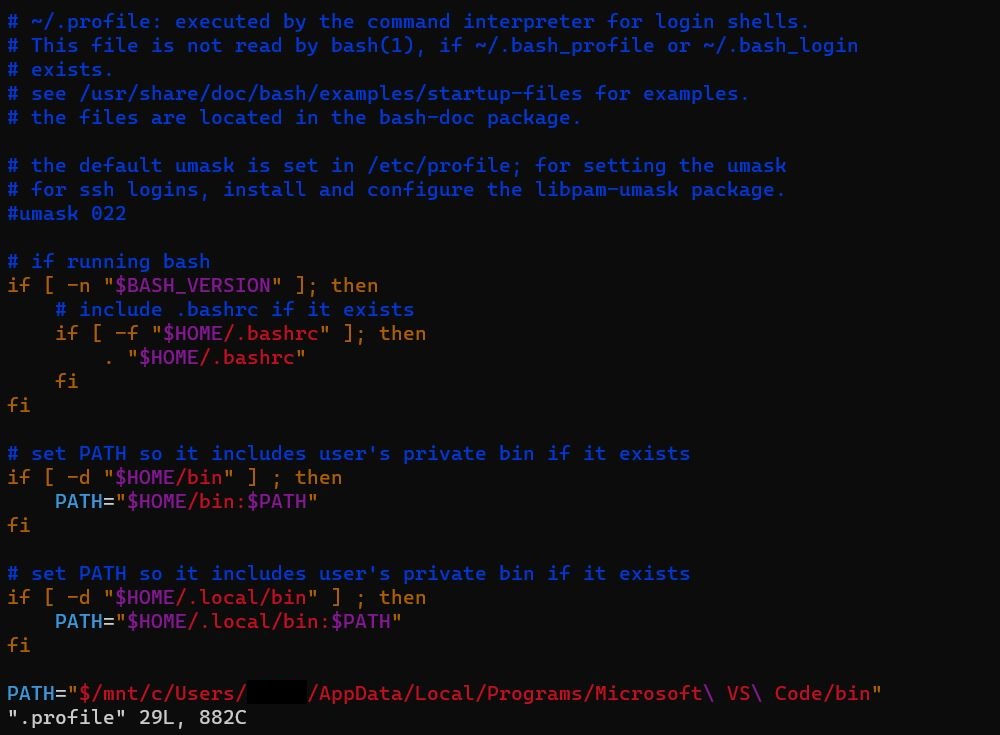 # ~/.profile: executed by the command interpreter for login shells.
# This file is not read by bash(1), if ~/.bash_profile or ~/.bash_login
# exists.
# see /usr/share/doc/bash/examples/startup-files for examples.
# the files are located in the bash-doc package.

# the default umask is set in /etc/profile; for setting the umask
# for ssh logins, install and configure the libpam-umask package.
#umask 022

# if running bash
if [ -n "$BASH_VERSION" ]; then
    # include .bashrc if it exists
    if [ -f "$HOME/.bashrc" ]; then
        . "$HOME/.bashrc"
    fi
fi

# set PATH so it includes user's private bin if it exists
if [ -d "$HOME/bin" ] ; then
    PATH="$HOME/bin:$PATH"
fi

# set PATH so it includes user's private bin if it exists
if [ -d "$HOME/.local/bin" ] ; then
    PATH="$HOME/.local/bin:$PATH"
fi

PATH="$/mnt/c/Users/     /AppData/Local/Programs/Microsoft\ VS\ Code/bin"
".profile" 29L, 882C